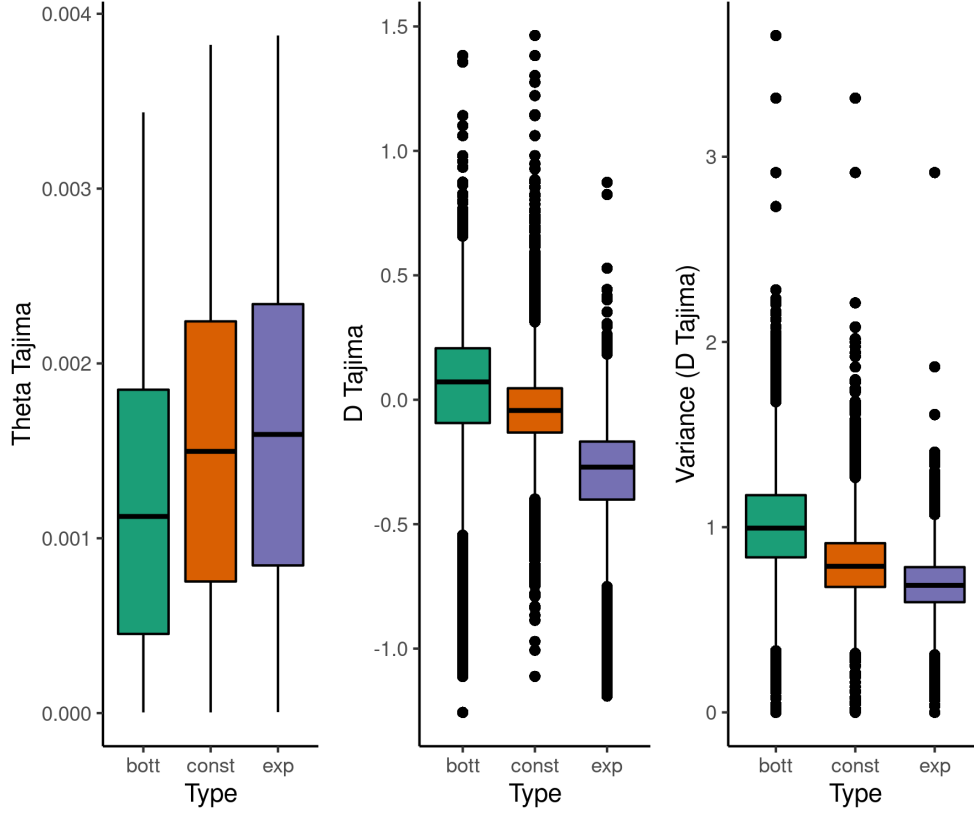 Theta Tajima
0.004
0.003
0.002
0.001
0.000
bott const exp
Type
D Tajima
1.5
1.0
0.5
0.0
-0.5
-1.0
bott const exp
Type
Variance (D Tajima)
3
2
1
0
bott const exp
Type